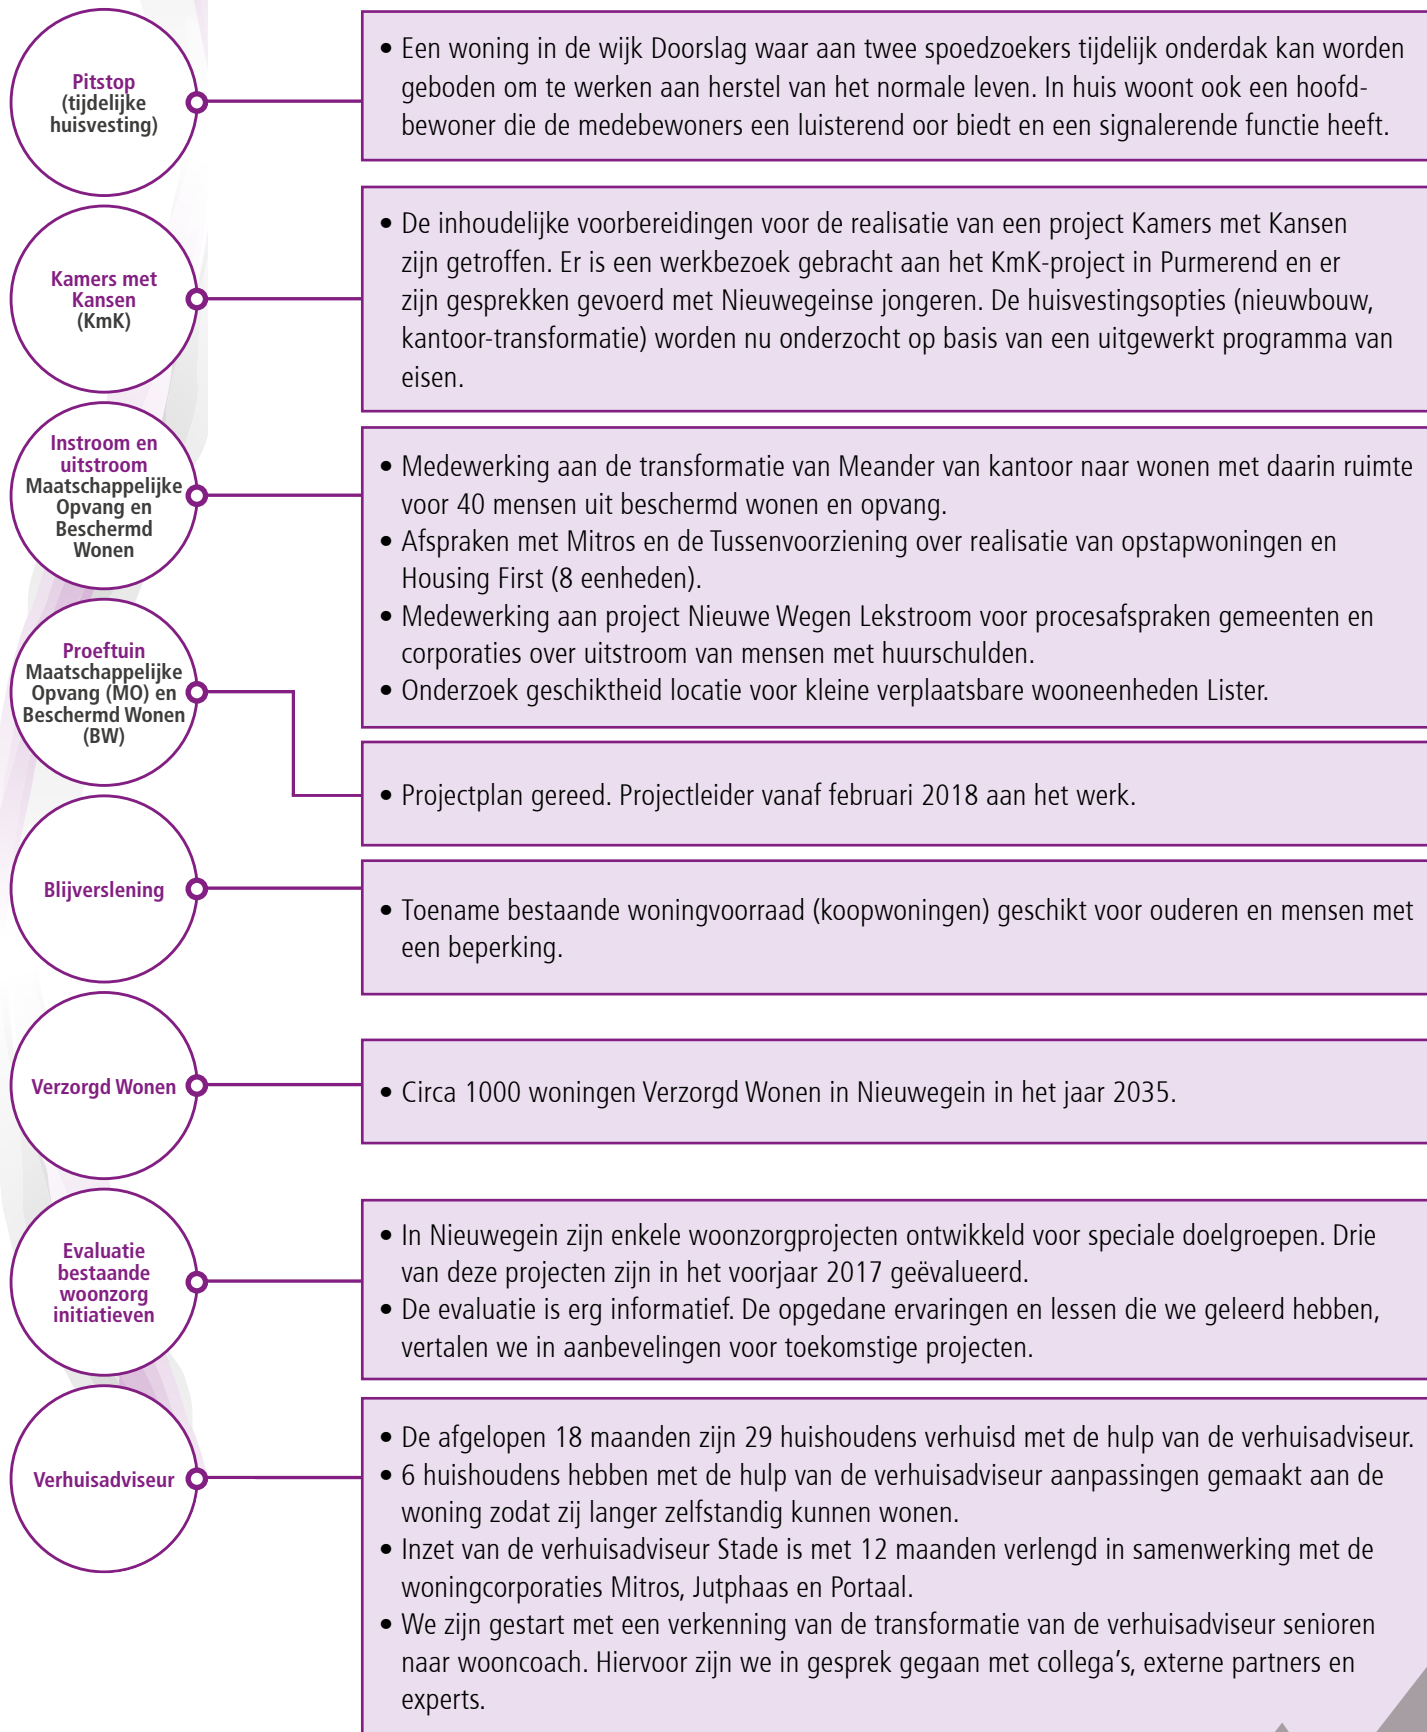 Pitstop
(tijdelijke
huisvesting)
• Een woning in de wijk Doorslag waar aan twee spoedzoekers tijdelijk onderdak kan worden
geboden om te werken aan herstel van het normale leven. In huis woont ook een hoofd-
bewoner die de medebewoners een luisterend oor biedt en een signalerende functie heeft.
Kamers met
Kansen
(KmK)
• De inhoudelijke voorbereidingen voor de realisatie van een project Kamers met Kansen
zijn getroffen. Er is een werkbezoek gebracht aan het KmK-project in Purmerend en er
zijn gesprekken gevoerd met Nieuwegeinse jongeren. De huisvestingsopties (nieuwbouw,
kantoor-transformatie) worden nu onderzocht op basis van een uitgewerkt programma van
eisen.
Instroom en
uitstroom
Maatschappelijke
Opvang en
Beschermd
Wonen
• Medewerking aan de transformatie van Meander van kantoor naar wonen met daarin ruimte
voor 40 mensen uit beschermd wonen en opvang.
• Afspraken met Mitros en de Tussenvoorziening over realisatie van opstapwoningen en
Housing First (8 eenheden).
• Medewerking aan project Nieuwe Wegen Lekstroom voor procesafspraken gemeenten en
corporaties over uitstroom van mensen met huurschulden.
• Onderzoek geschiktheid locatie voor kleine verplaatsbare wooneenheden Lister.
Proeftuin
Maatschappelijke
Opvang (MO) en
Beschermd Wonen
(BW)
• Projectplan gereed. Projectleider vanaf februari 2018 aan het werk.
Blijverslening
• Toename bestaande woningvoorraad (koopwoningen) geschikt voor ouderen en mensen met
een beperking.
Verzorgd Wonen
• Circa 1000 woningen Verzorgd Wonen in Nieuwegein in het jaar 2035.
Evaluatie
bestaande
woonzorg
initiatieven
• In Nieuwegein zijn enkele woonzorgprojecten ontwikkeld voor speciale doelgroepen. Drie
van deze projecten zijn in het voorjaar 2017 geëvalueerd.
• De evaluatie is erg informatief. De opgedane ervaringen en lessen die we geleerd hebben,
vertalen we in aanbevelingen voor toekomstige projecten.
Verhuisadviseur
• De afgelopen 18 maanden zijn 29 huishoudens verhuisd met de hulp van de verhuisadviseur.
• 6 huishoudens hebben met de hulp van de verhuisadviseur aanpassingen gemaakt aan de
woning zodat zij langer zelfstandig kunnen wonen.
• Inzet van de verhuisadviseur Stade is met 12 maanden verlengd in samenwerking met de
woningcorporaties Mitros, Jutphaas en Portaal.
• We zijn gestart met een verkenning van de transformatie van de verhuisadviseur senioren
naar wooncoach. Hiervoor zijn we in gesprek gegaan met collega's, externe partners en
experts.